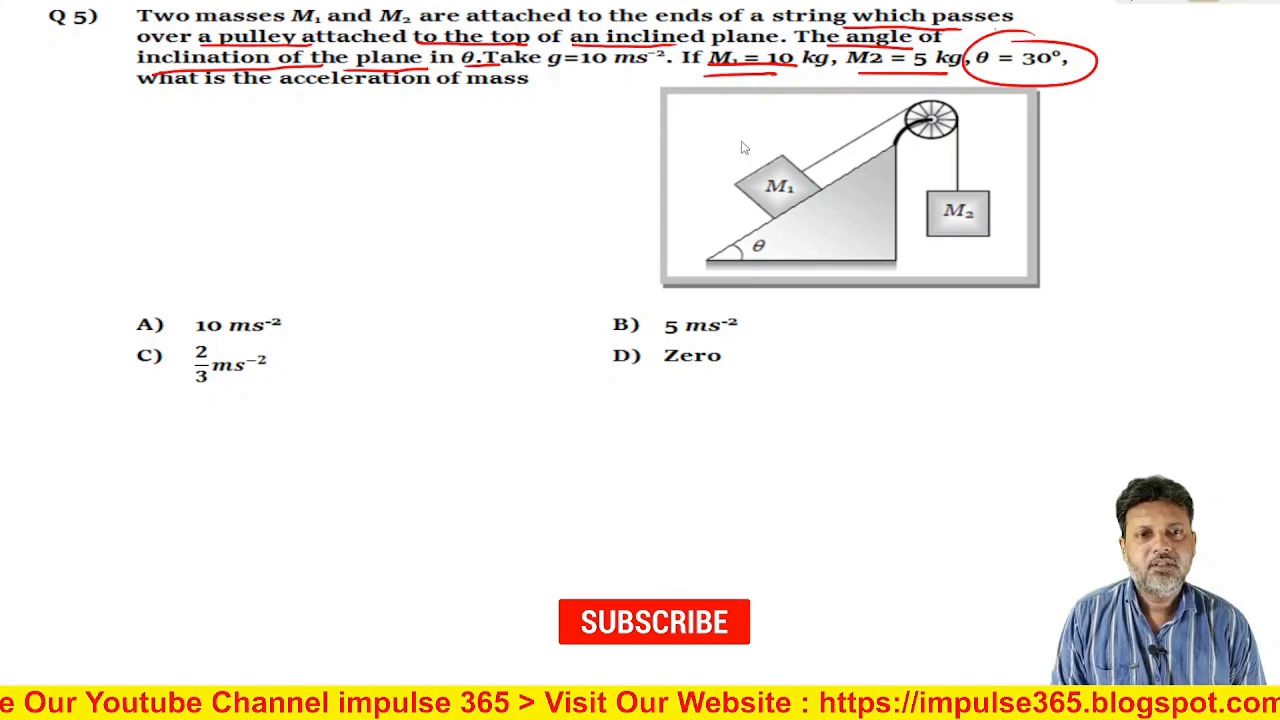 Q 5) Two masses M₁ and M₂ are attached to the ends of a string which passes
over a pulley attached to the top of an inclined plane. The angle of
inclination of the plane in θ.Take g=10 ms⁻². If M₁ = 10 kg, M2 = 5 kg, θ = 30⁰,
what is the acceleration of mass
M₁
M₂
θ
A) 10 ms⁻² B) 5 ms⁻²
C) 2/3 ms⁻² D) Zero
SUBSCRIBE
e Our Youtube Channel impulse 365 > Visit Our Website : https://impulse365.blogspot.com